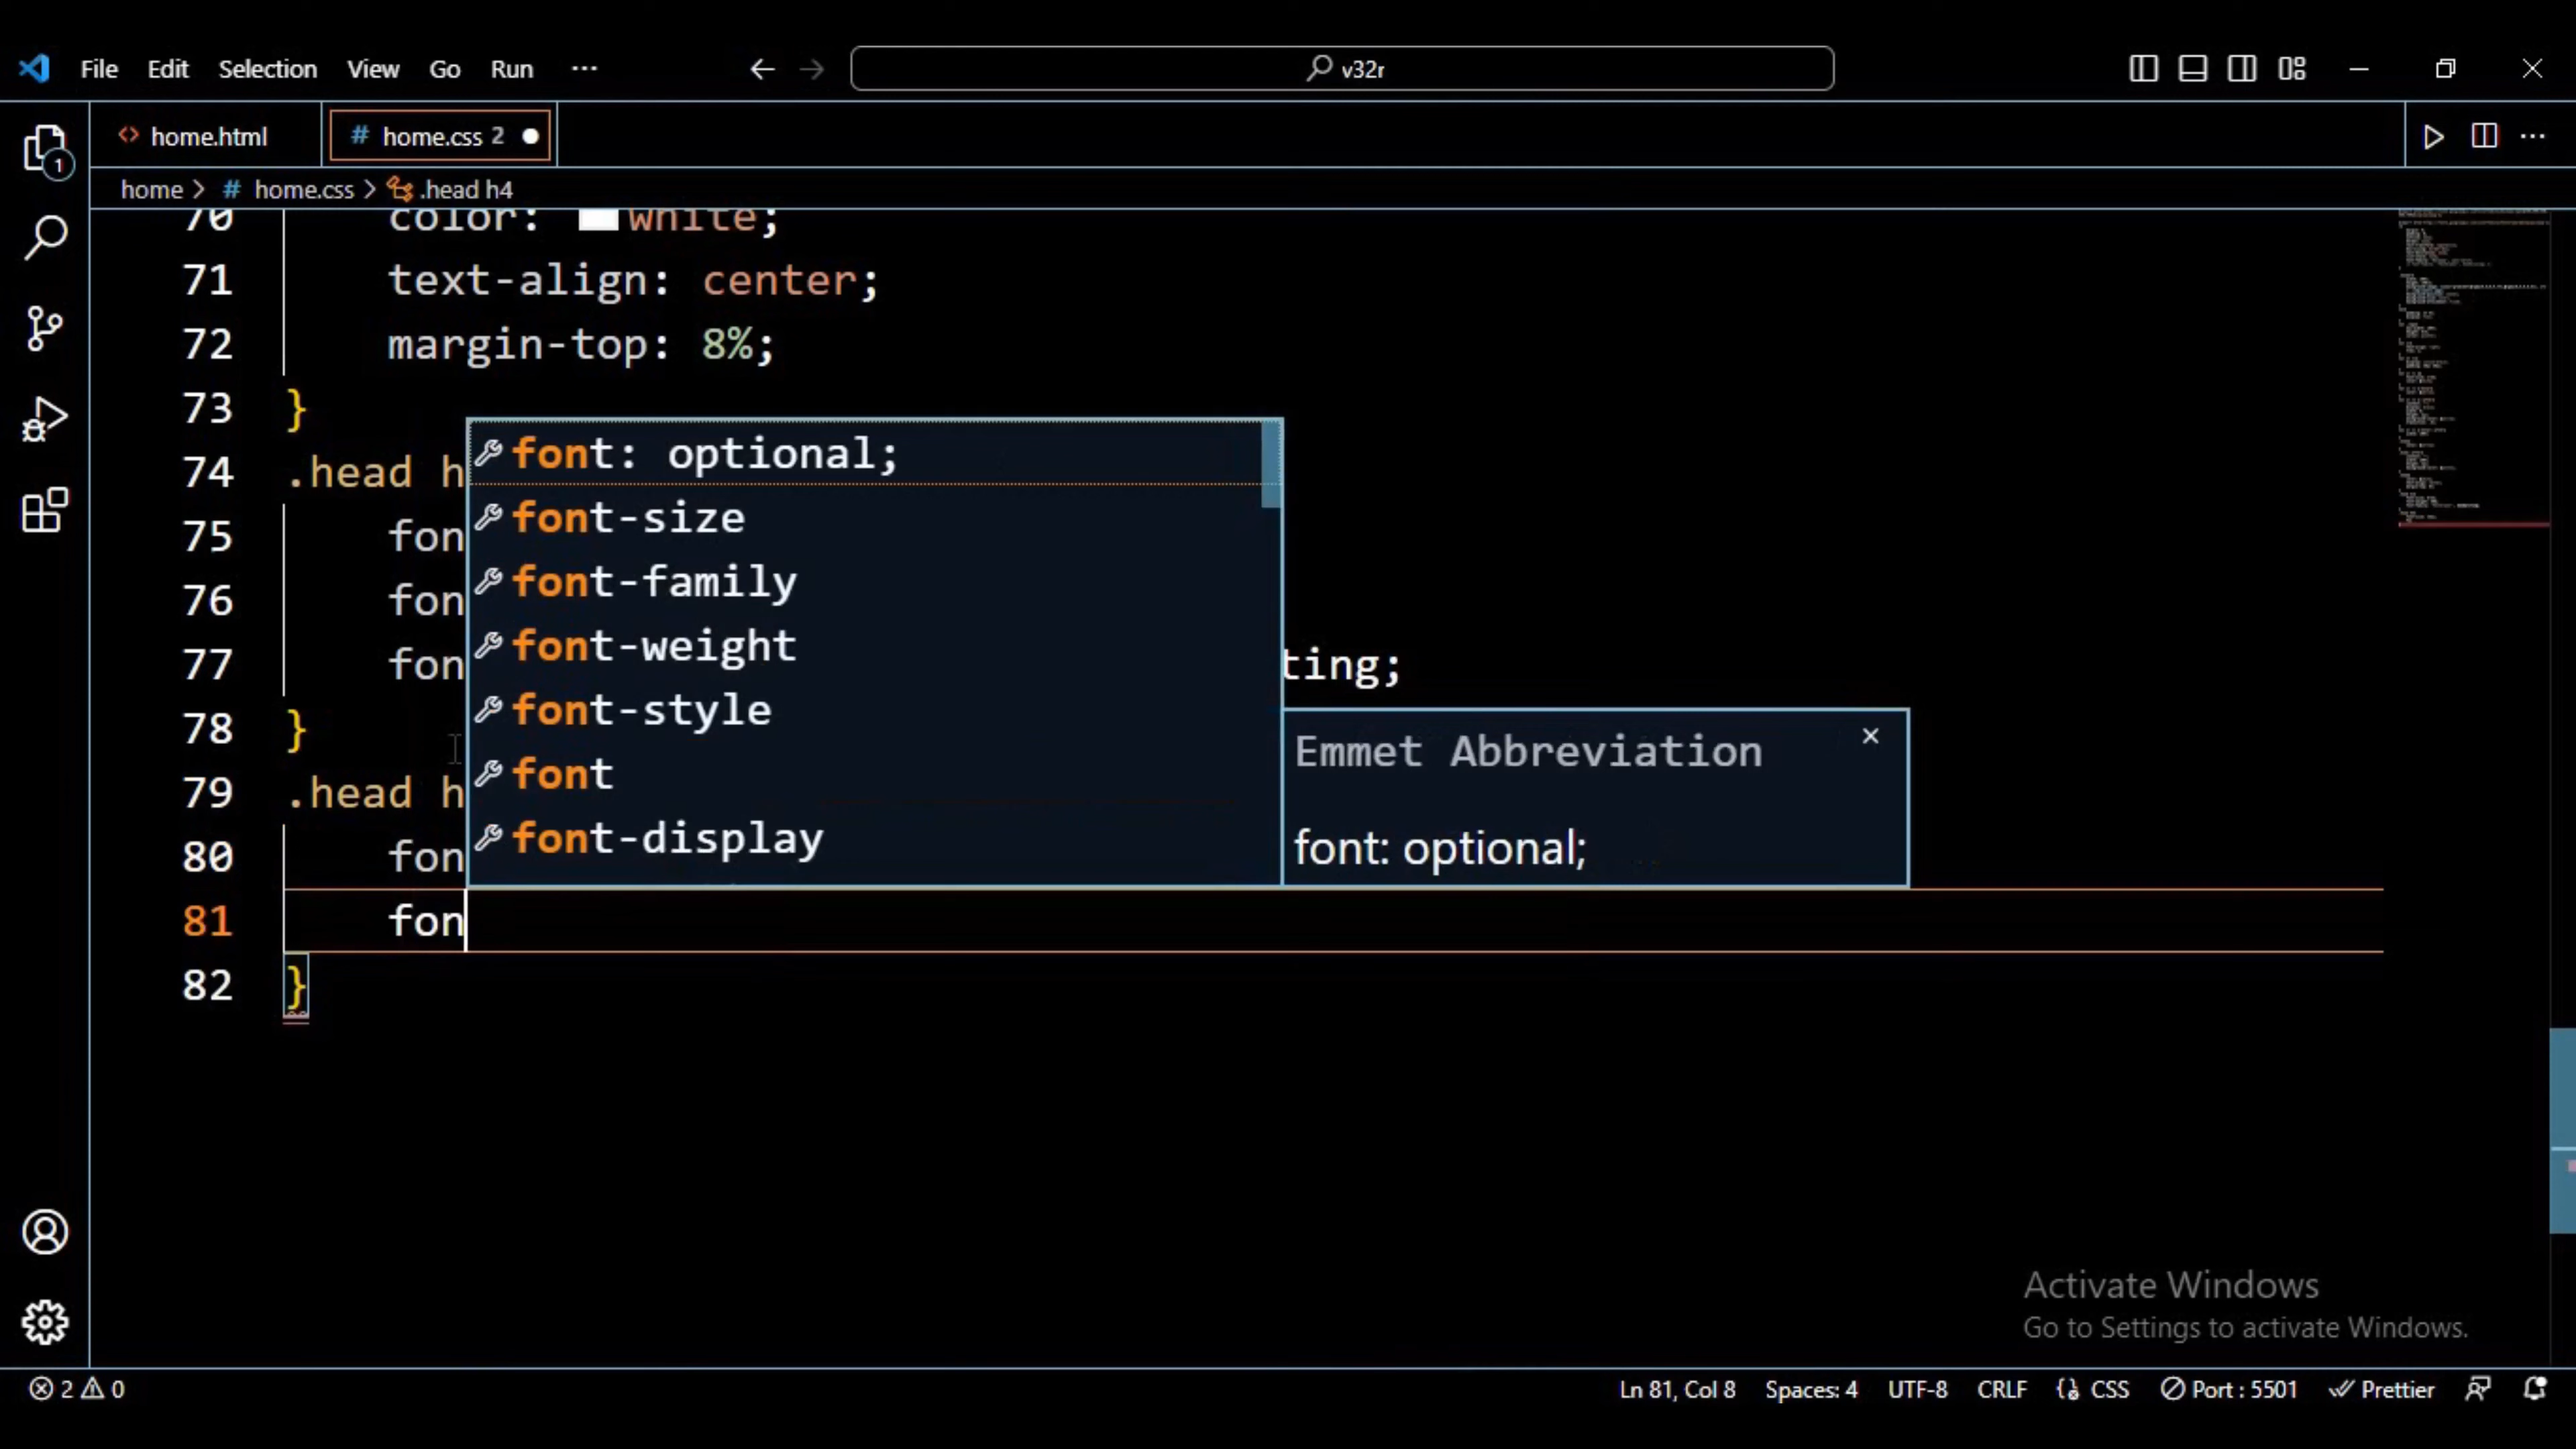 File Edit Selection View Go Run ··· v32r
home.html # home.css 2
home > # home.css > .head h4
70 color: white;
71 text-align: center;
72 margin-top: 8%;
73 }
74 .head h
75 fon
76 fon
77 fon ting;
78 }
79 .head h
80 fon
81 fon
82 }
font: optional;
font-size
font-family
font-weight
font-style
font
font-display
Emmet Abbreviation
font: optional;
1
Activate Windows
Go to Settings to activate Windows.
2 0 Ln 81, Col 8 Spaces: 4 UTF-8 CRLF CSS Port : 5501 Prettier